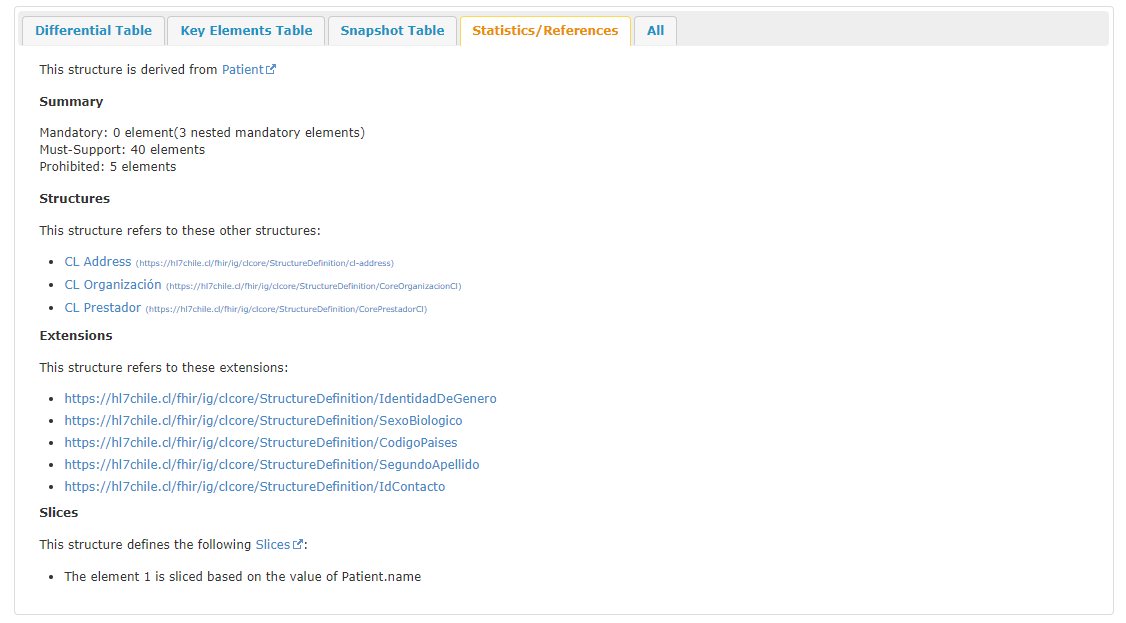 Differential Table
Key Elements Table
Snapshot Table
Statistics/References
All
This structure is derived from Patient
Summary
Mandatory: 0 element(3 nested mandatory elements)
Must-Support: 40 elements
Prohibited: 5 elements
Structures
This structure refers to these other structures:
CL Address (https://hl7chile.cl/fhir/ig/clcore/StructureDefinition/cl-address)
CL Organización (https://hl7chile.cl/fhir/ig/clcore/StructureDefinition/CoreOrganizacionCl)
CL Prestador (https://hl7chile.cl/fhir/ig/clcore/StructureDefinition/CorePrestadorCl)
Extensions
This structure refers to these extensions:
https://hl7chile.cl/fhir/ig/clcore/StructureDefinition/IdentidadDeGenero
https://hl7chile.cl/fhir/ig/clcore/StructureDefinition/SexoBiologico
https://hl7chile.cl/fhir/ig/clcore/StructureDefinition/CodigoPaises
https://hl7chile.cl/fhir/ig/clcore/StructureDefinition/SegundoApellido
https://hl7chile.cl/fhir/ig/clcore/StructureDefinition/IdContacto
Slices
This structure defines the following Slices:
The element 1 is sliced based on the value of Patient.name